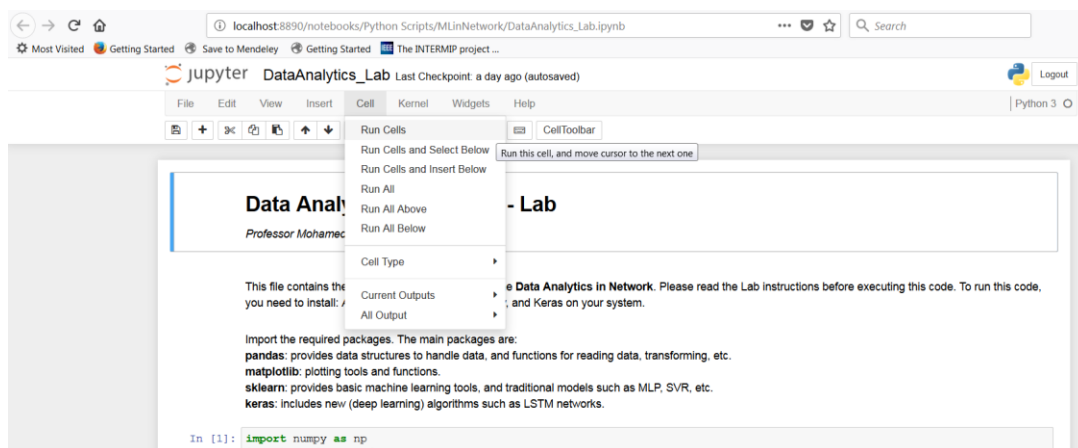 localhost:8890/notebooks/Python Scripts/MLinNetwork/DataAnalytics_Lab.ipynb
Search
Most Visited Getting Started Save to Mendeley Getting Started The INTERMIP project ...
jupyter DataAnalytics_Lab Last Checkpoint: a day ago (autosaved)
Logout
File Edit View Insert Cell Kernel Widgets Help
Python 3
CellToolbar
Run Cells
Run Cells and Select Below
Run this cell, and move cursor to the next one
Run Cells and Insert Below
Run All
Run All Above
Run All Below
Cell Type
Current Outputs
All Output
Data - Lab
Professor Mohamed
This file contains the Data Analytics in Network. Please read the Lab instructions before executing this code. To run this code,
you need to install: and Keras on your system.
Import the required packages. The main packages are:
pandas: provides data structures to handle data, and functions for reading data, transforming, etc.
matplotlib: plotting tools and functions.
sklearn: provides basic machine learning tools, and traditional models such as MLP, SVR, etc.
keras: includes new (deep learning) algorithms such as LSTM networks.
In [1]: import numpy as np